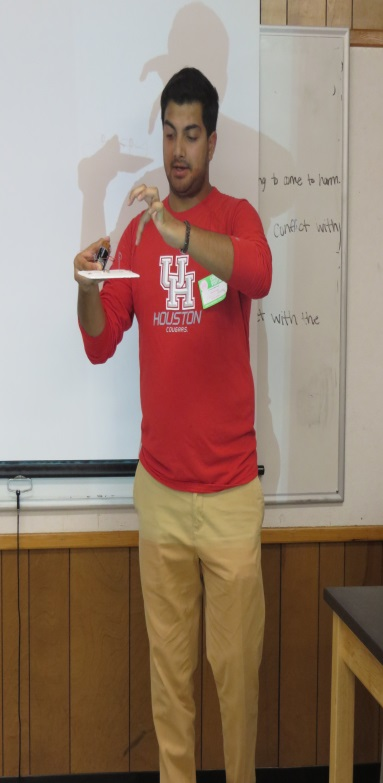 ng to come to harm.
conflict with
t with the
UH
HOUSTON
COUGARS